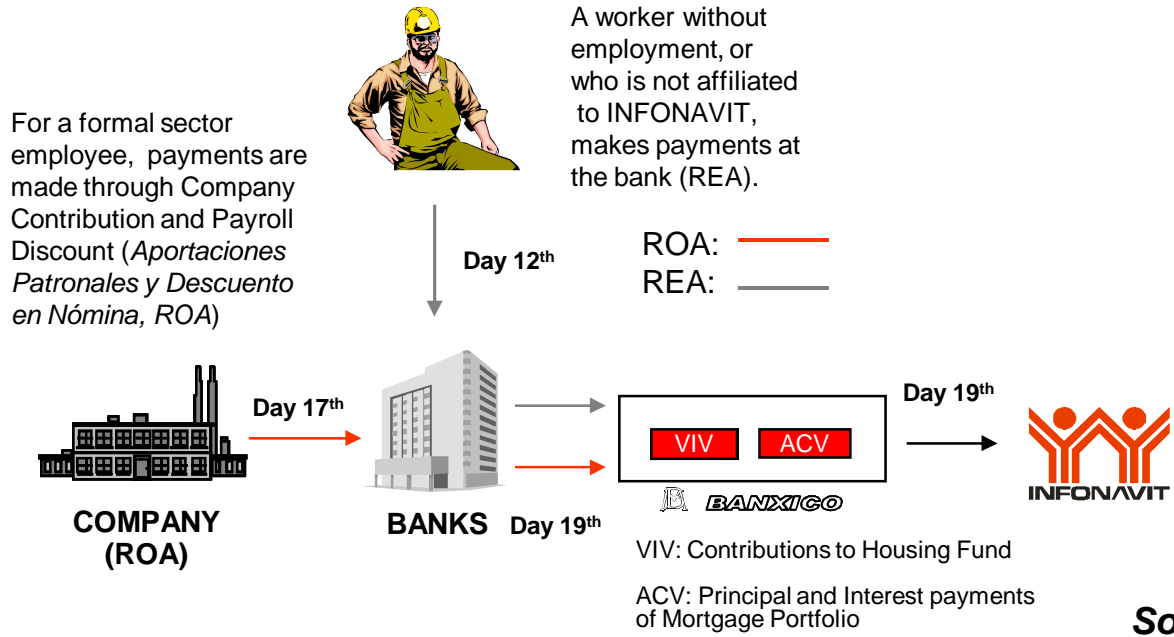 A worker without
employment, or
who is not affiliated
to INFONAVIT,
makes payments at
the bank (REA).
For a formal sector
employee, payments are
made through Company
Contribution and Payroll
Discount (Aportaciones
Patronales y Descuento
en Nómina, ROA)
Day 12th
ROA:
REA:
Day 17th
Day 19th
VIV
ACV
INFONAVIT
BANXICO
COMPANY
(ROA)
BANKS
Day 19th
VIV: Contributions to Housing Fund
ACV: Principal and Interest payments
of Mortgage Portfolio
So